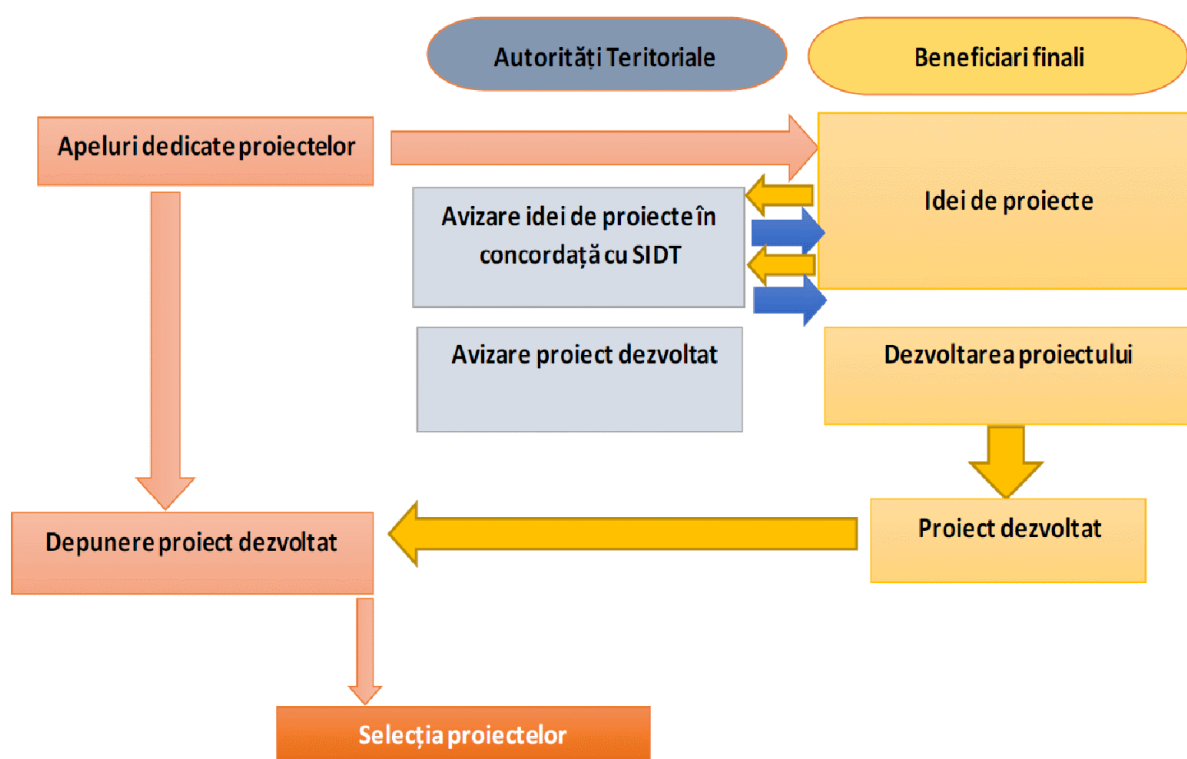 Autorități Teritoriale
Beneficiari finali
Apeluri dedicate proiectelor
Idei de proiecte
Avizare idei de proiecte în
concordață cu SIDT
Avizare proiect dezvoltat
Dezvoltarea proiectului
Depunere proiect dezvoltat
Proiect dezvoltat
Selecția proiectelor